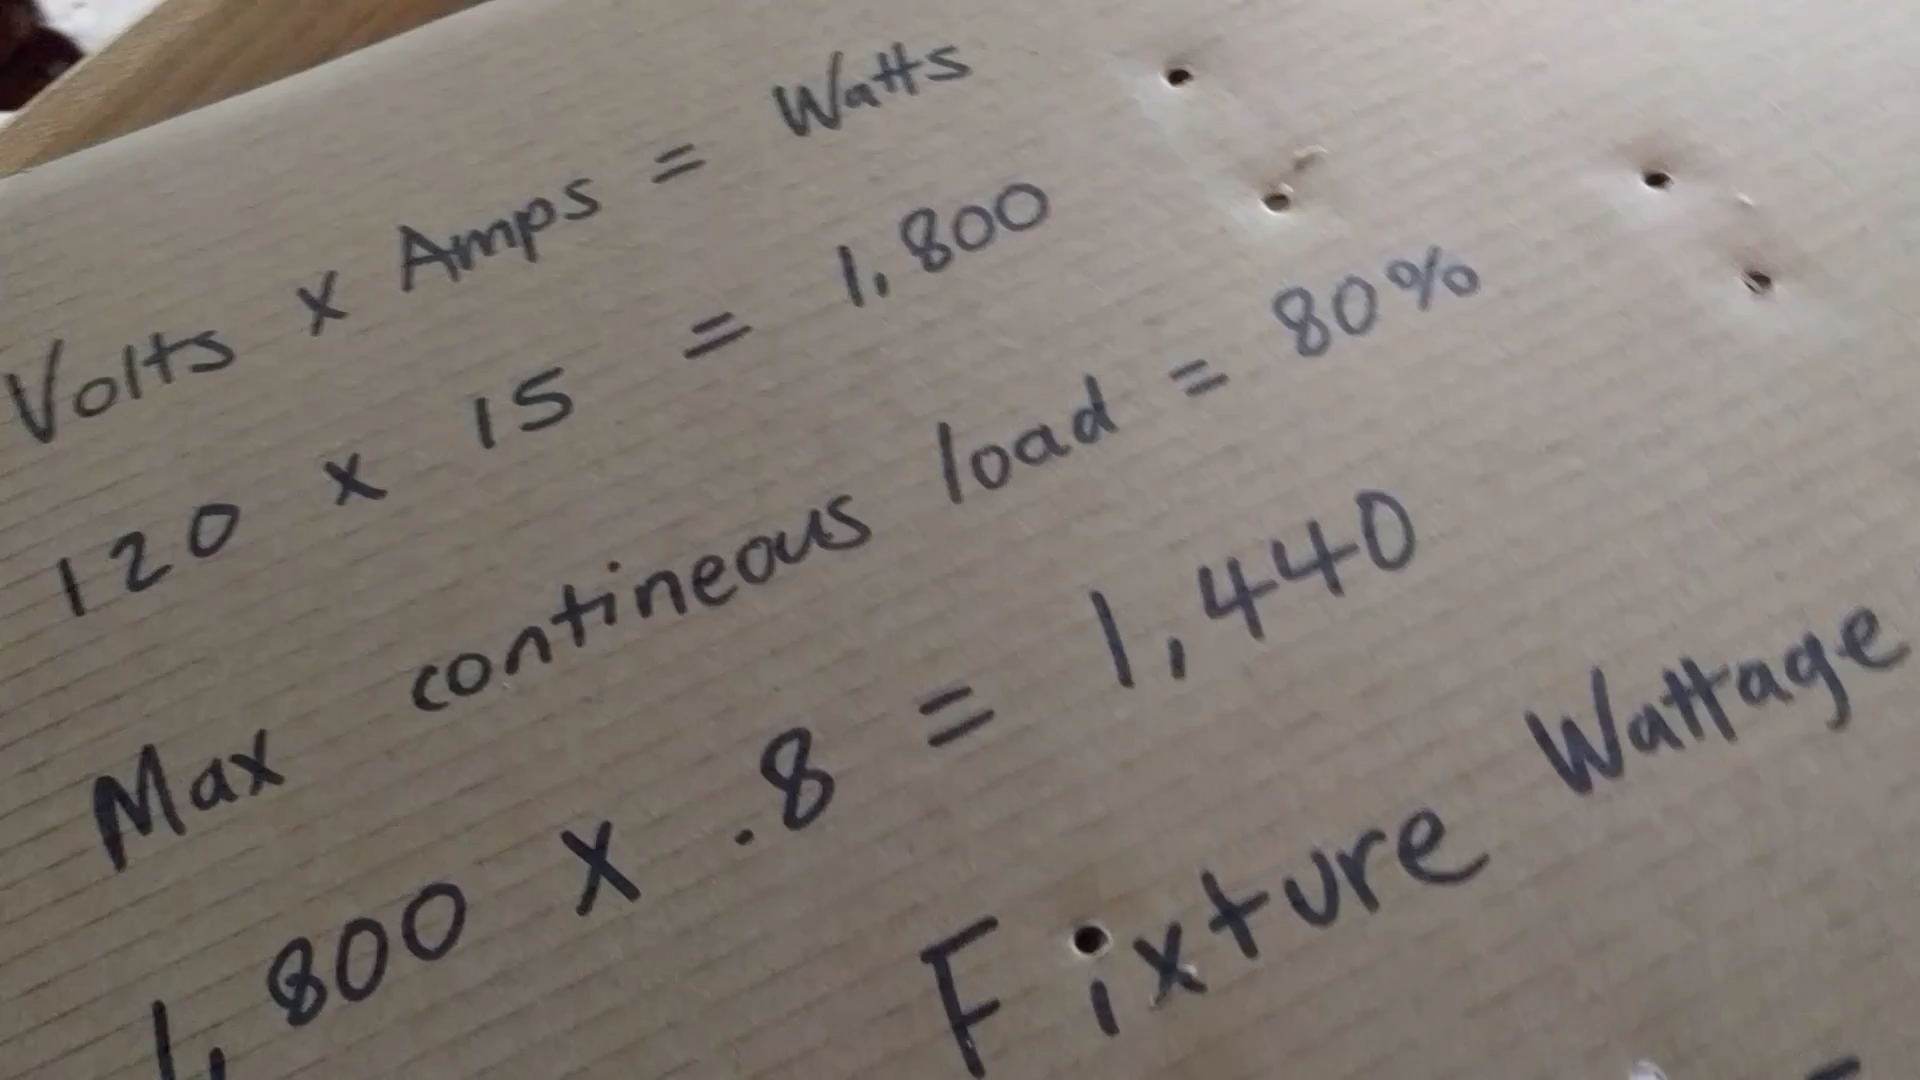 Volts x Amps = Watts
120 x 15 = 1,800
Max contineous load = 80%
1,800 x .8 = 1,440
Fixture Wattage